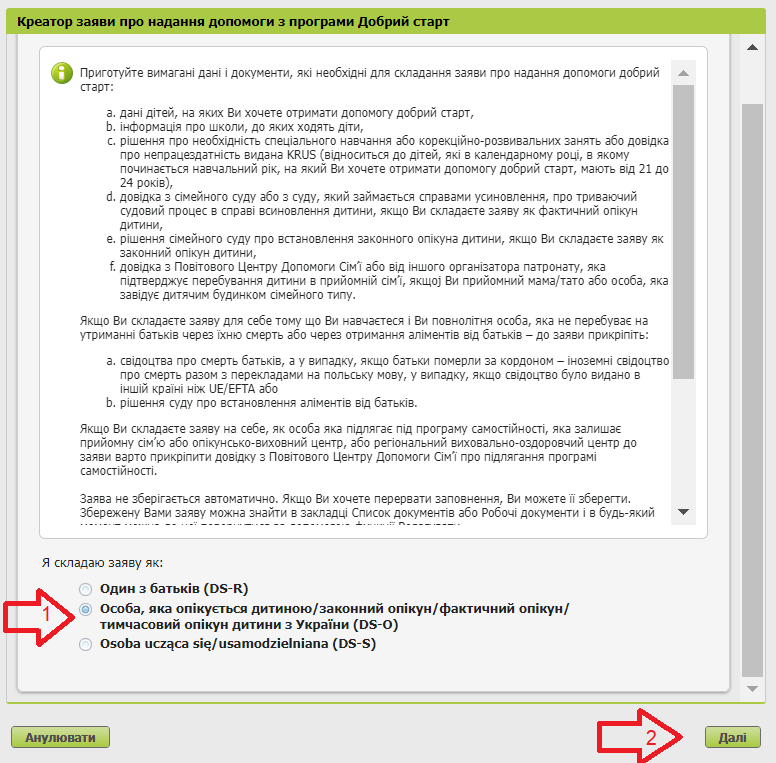 Креатор заяви про надання допомоги з програми Добрий старт
Приготуйте вимагані дані і документи, які необхідні для складання заяви про надання допомоги добрий
старт:
a. дані дітей, на яких Ви хочете отримати допомогу добрий старт,
b. інформація про школи, до яких ходять діти,
c. рішення про необхідність спеціального навчання або корекційно-розвивальних занять або довідка
про непрацездатність видана KRUS (відноситься до дітей, які в календарному році, в якому
починається навчальний рік, на який Ви хочете отримати допомогу добрий старт, мають від 21 до
24 років),
d. довідка з сімейного суду або з суду, який займається справами усиновлення, про триваючий
судовий процес в справі всиновлення дитини, якщо Ви складаєте заяву як фактичний опікун
дитини,
e. рішення сімейного суду про встановлення законного опікуна дитини, якщо Ви складаєте заяву як
законний опікун дитини,
f. довідка з Повітового Центру Допомоги Сім’ї або від іншого організатора патронату, яка
підтверджує перебування дитини в прийомній сім’ї, якщоj Ви прийомний мама/тато або особа, яка
завідує дитячим будинком сімейного типу.
Якщо Ви складаєте заяву для себе тому що Ви навчаєтеся і Ви повнолітня особа, яка не перебуває на
утриманні батьків через їхню смерть або через отримання аліментів від батьків – до заяви прикріпіть:
a. свідоцтва про смерть батьків, а у випадку, якщо батьки померли за кордоном – іноземні свідоцтво
про смерть разом з перекладами на польську мову, у випадку, якщо свідоцтво було видано в
іншій країні ніж UE/EFTA або
b. рішення суду про встановлення аліментів від батьків.
Якщо Ви складаєте заяву на себе, як особа яка підлягає під програму самостійності, яка залишає
прийомну сім’ю або опікунсько-виховний центр, або регіональний виховально-оздоровчий центр до
заяви варто прикріпити довідку з Повітового Центру Допомоги Сім’ї про підлягання програмі
самостійності.
Заява не зберігається автоматично. Якщо Ви хочете перервати заповнення, Ви можете її зберегти.
Збережену Вами заяву можна знайти в закладці Список документів або Робочі документи і в будь-який
Я складаю заяву як:
Один з батьків (DS-R)
1 Особа, яка опікується дитиною/законний опікун/фактичний опікун/
тимчасовий опікун дитини з України (DS-O)
Osoba ucząca się/usamodzielniana (DS-S)
Анулювати 2 Далі